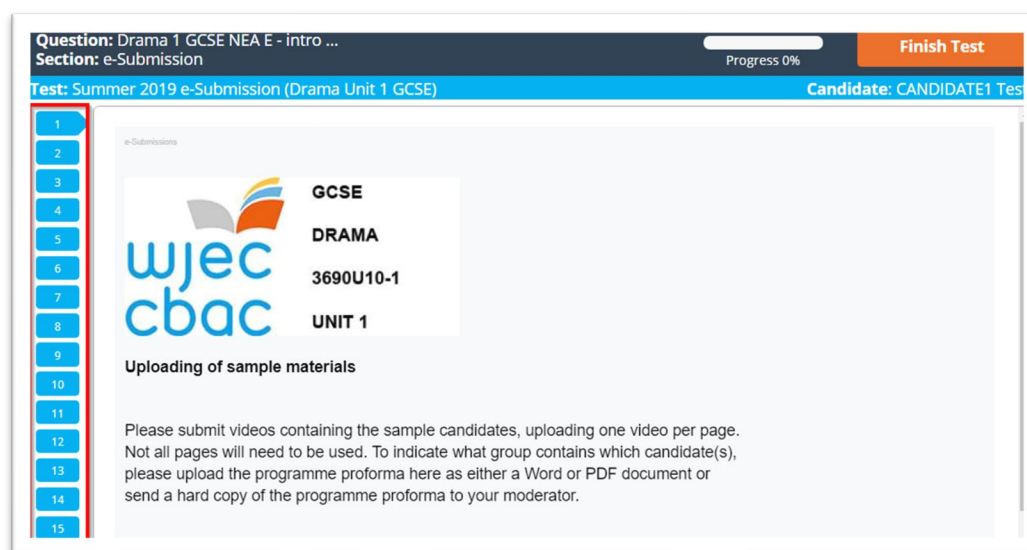 Question: Drama 1 GCSE NEA E - intro ...
Section: e-Submission
Progress 0%
Finish Test
Test: Summer 2019 e-Submission (Drama Unit 1 GCSE)
Candidate: CANDIDATE1 Test
1
2
3
4
5
6
7
8
9
10
11
12
13
14
15
e-Submissions
wjec
cbac
GCSE
DRAMA
3690U10-1
UNIT 1
Uploading of sample materials
Please submit videos containing the sample candidates, uploading one video per page.
Not all pages will need to be used. To indicate what group contains which candidate(s),
please upload the programme proforma here as either a Word or PDF document or
send a hard copy of the programme proforma to your moderator.